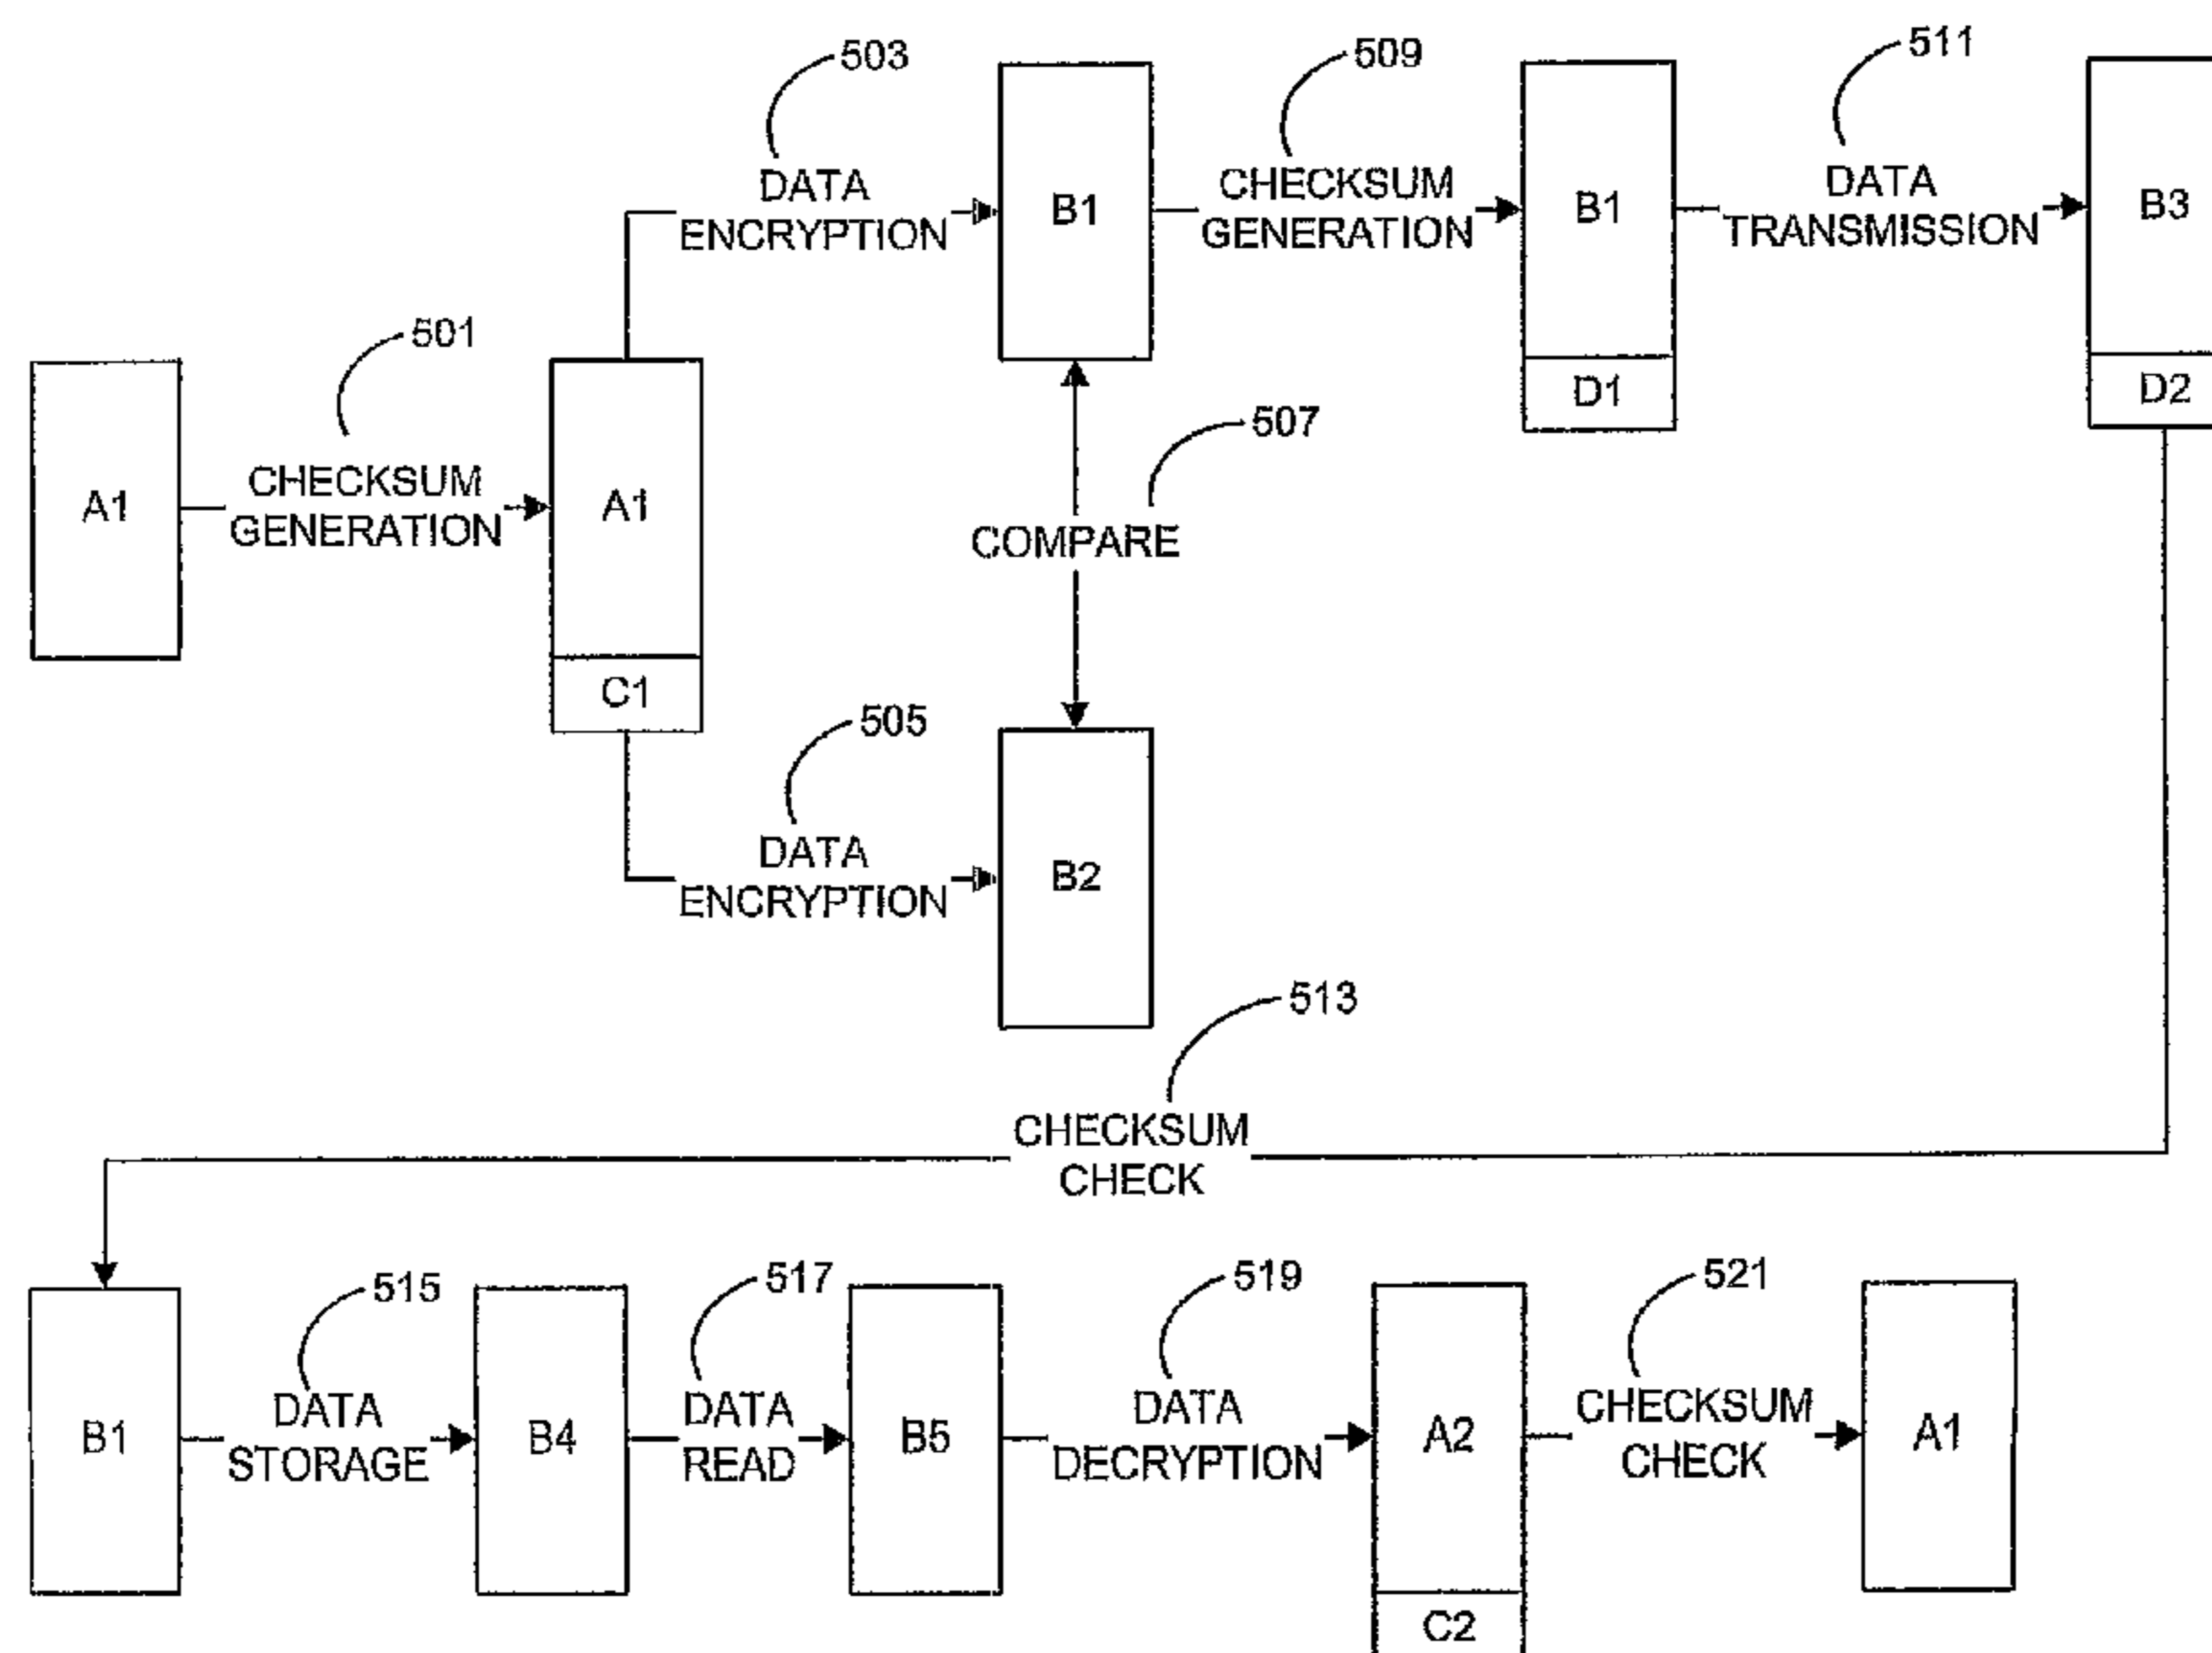 503
509
511
DATA
ENCRYPTION
B1
CHECKSUM
GENERATION
B1
DATA
TRANSMISSION
B3
501
D1
D2
507
A1
CHECKSUM
GENERATION
A1
COMPARE
C1
505
DATA
ENCRYPTION
B2
513
CHECKSUM
CHECK
515
517
519
521
B1
DATA
STORAGE
B4
DATA
READ
B5
DATA
DECRYPTION
A2
CHECKSUM
CHECK
A1
C2